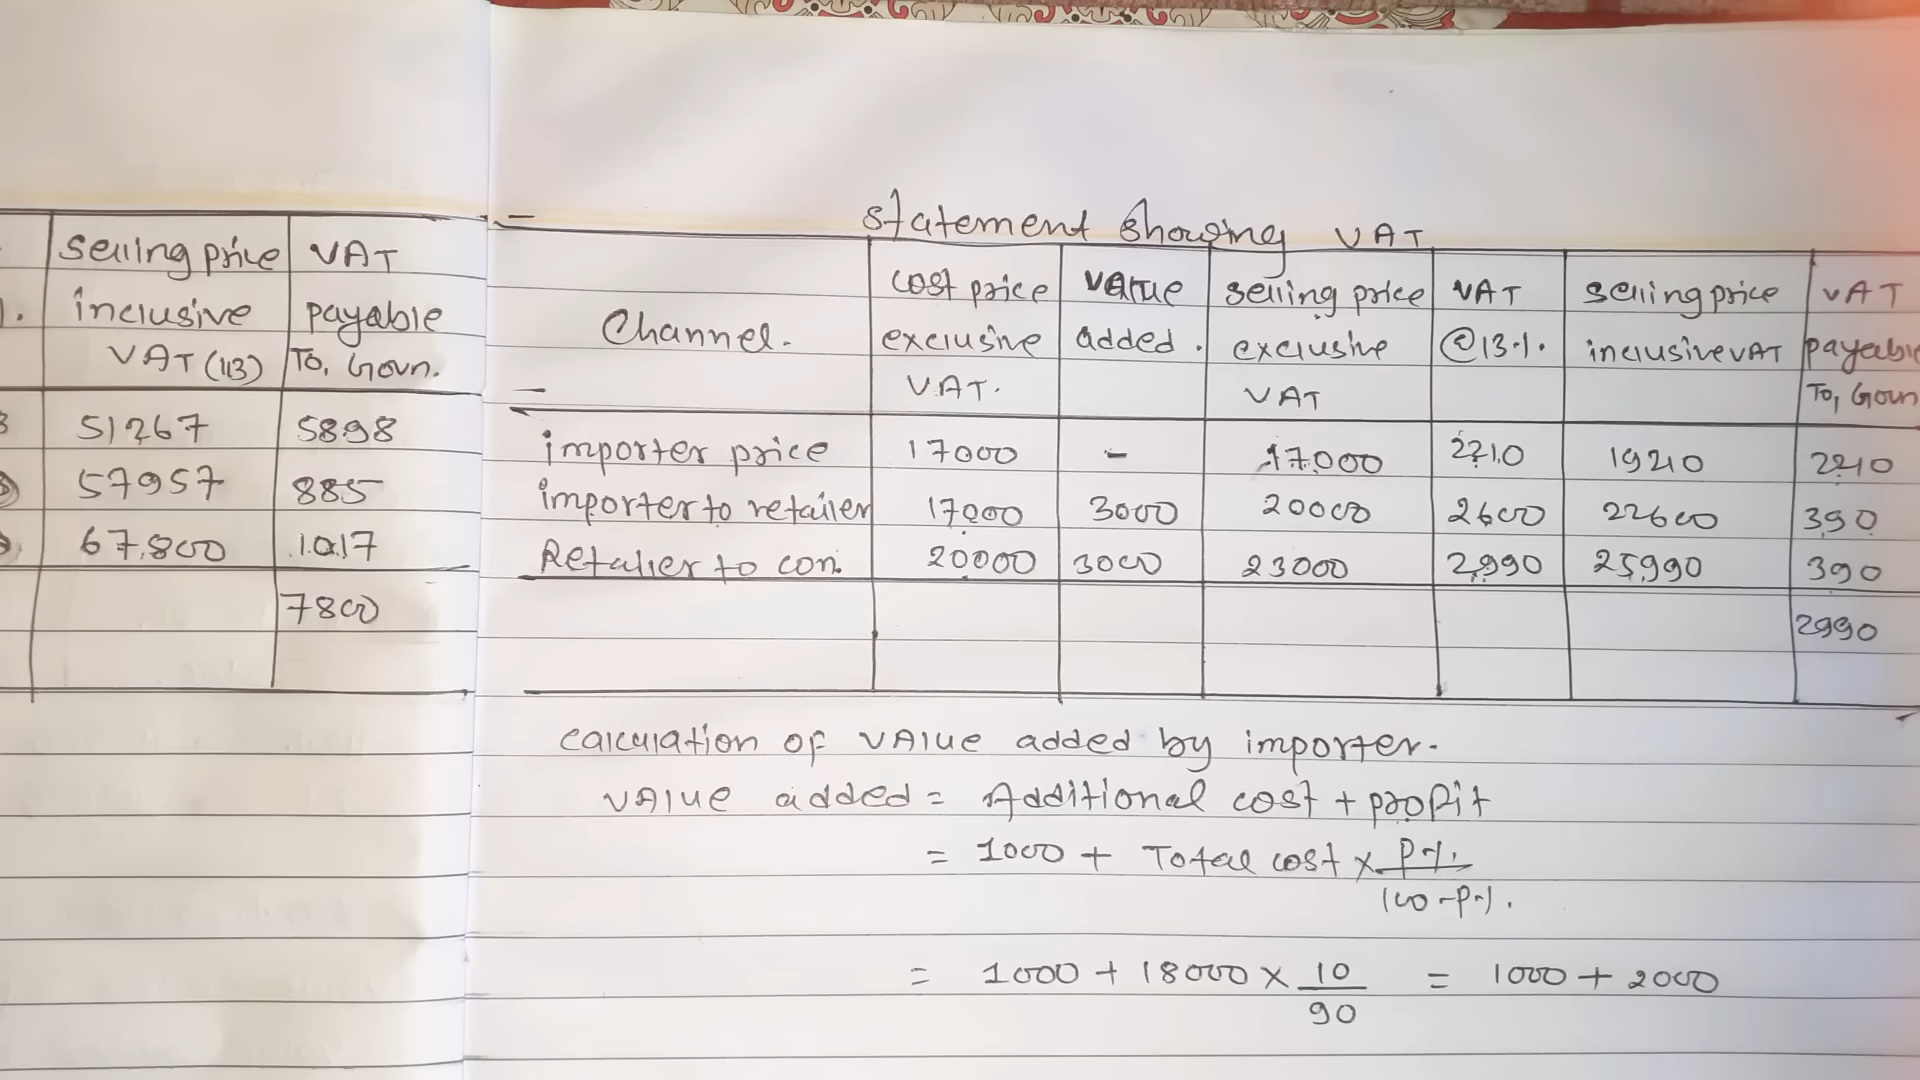 selling price VAT
1. inclusive payable
VAT (113) To, Govn.
3 51267 5898
57957 885
67,800 1017
7800
statement showing VAT
cost price value selling price VAT selling price VAT
Channel. exclusive added. exclusive @13%. inclusive VAT payable
VAT. VAT To, Govn
importer price 17000 - 17000 2210 19210 2210
importer to retailer 17000 3000 20000 2600 22600 390
Retalier to con. 20000 3000 23000 2990 25990 390
2990
calculation of value added by importer.
value added = Additional cost + profit
= 1000 + Total cost × P%
100-P%.
= 1000 + 18000 × 10 = 1000 + 2000
90